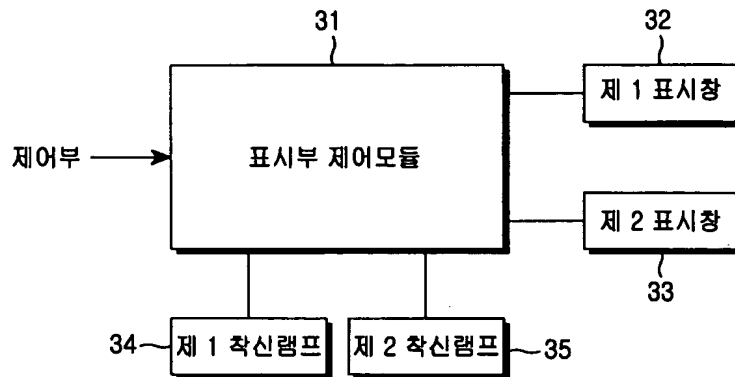 31
32
제 1 표시창
제어부
표시부 제어모듈
제 2 표시창
33
34
제 1 착신램프
제 2 착신램프
35